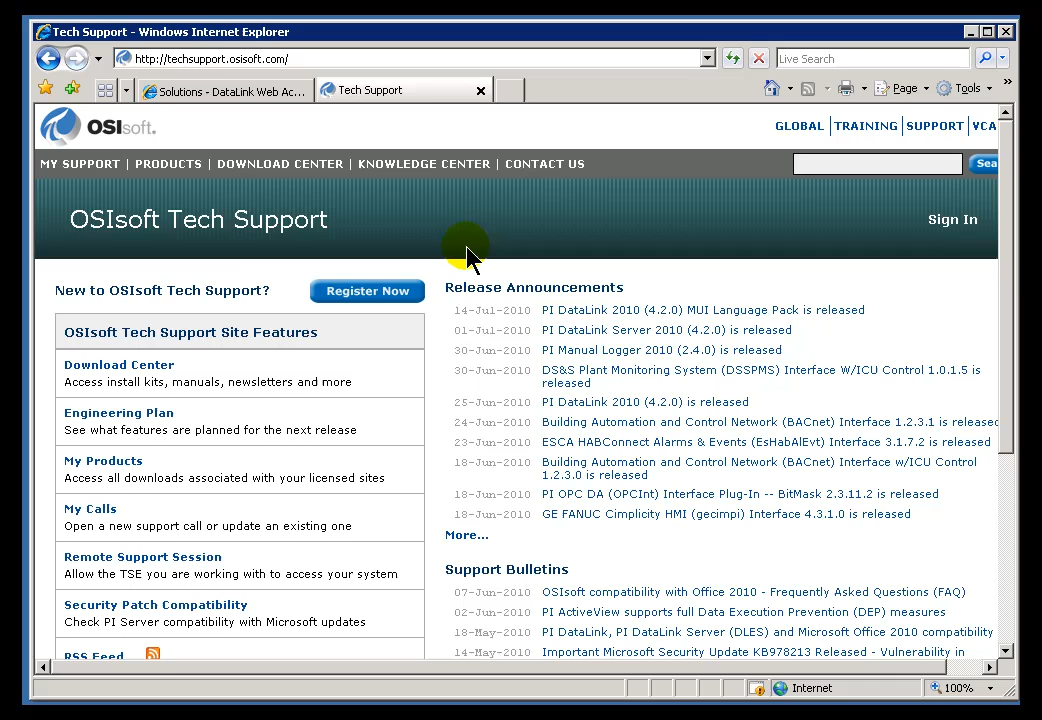 Tech Support - Windows Internet Explorer
http://techsupport.osisoft.com/
Live Search
Solutions - DataLink Web Ac...
Tech Support
Page
Tools
»
OSIsoft.
GLOBAL | TRAINING | SUPPORT | VCA
MY SUPPORT | PRODUCTS | DOWNLOAD CENTER | KNOWLEDGE CENTER | CONTACT US
Sea
OSIsoft Tech Support
Sign In
New to OSIsoft Tech Support?
Register Now
OSIsoft Tech Support Site Features
Download Center
Access install kits, manuals, newsletters and more
Engineering Plan
See what features are planned for the next release
My Products
Access all downloads associated with your licensed sites
My Calls
Open a new support call or update an existing one
Remote Support Session
Allow the TSE you are working with to access your system
Security Patch Compatibility
Check PI Server compatibility with Microsoft updates
RSS Feed
Release Announcements
14-Jul-2010 PI DataLink 2010 (4.2.0) MUI Language Pack is released
01-Jul-2010 PI DataLink Server 2010 (4.2.0) is released
30-Jun-2010 PI Manual Logger 2010 (2.4.0) is released
30-Jun-2010 DS&S Plant Monitoring System (DSSPMS) Interface W/ICU Control 1.0.1.5 is
released
25-Jun-2010 PI DataLink 2010 (4.2.0) is released
24-Jun-2010 Building Automation and Control Network (BACnet) Interface 1.2.3.1 is released
23-Jun-2010 ESCA HABConnect Alarms & Events (EsHabAlEvt) Interface 3.1.7.2 is released
18-Jun-2010 Building Automation and Control Network (BACnet) Interface w/ICU Control
1.2.3.0 is released
18-Jun-2010 PI OPC DA (OPCInt) Interface Plug-In -- BitMask 2.3.11.2 is released
18-Jun-2010 GE FANUC Cimplicity HMI (gecimpi) Interface 4.3.1.0 is released
More...
Support Bulletins
07-Jun-2010 OSIsoft compatibility with Office 2010 - Frequently Asked Questions (FAQ)
02-Jun-2010 PI ActiveView supports full Data Execution Prevention (DEP) measures
18-May-2010 PI DataLink, PI DataLink Server (DLES) and Microsoft Office 2010 compatibility
14-May-2010 Important Microsoft Security Update KB978213 Released - Vulnerability in
Internet
100%